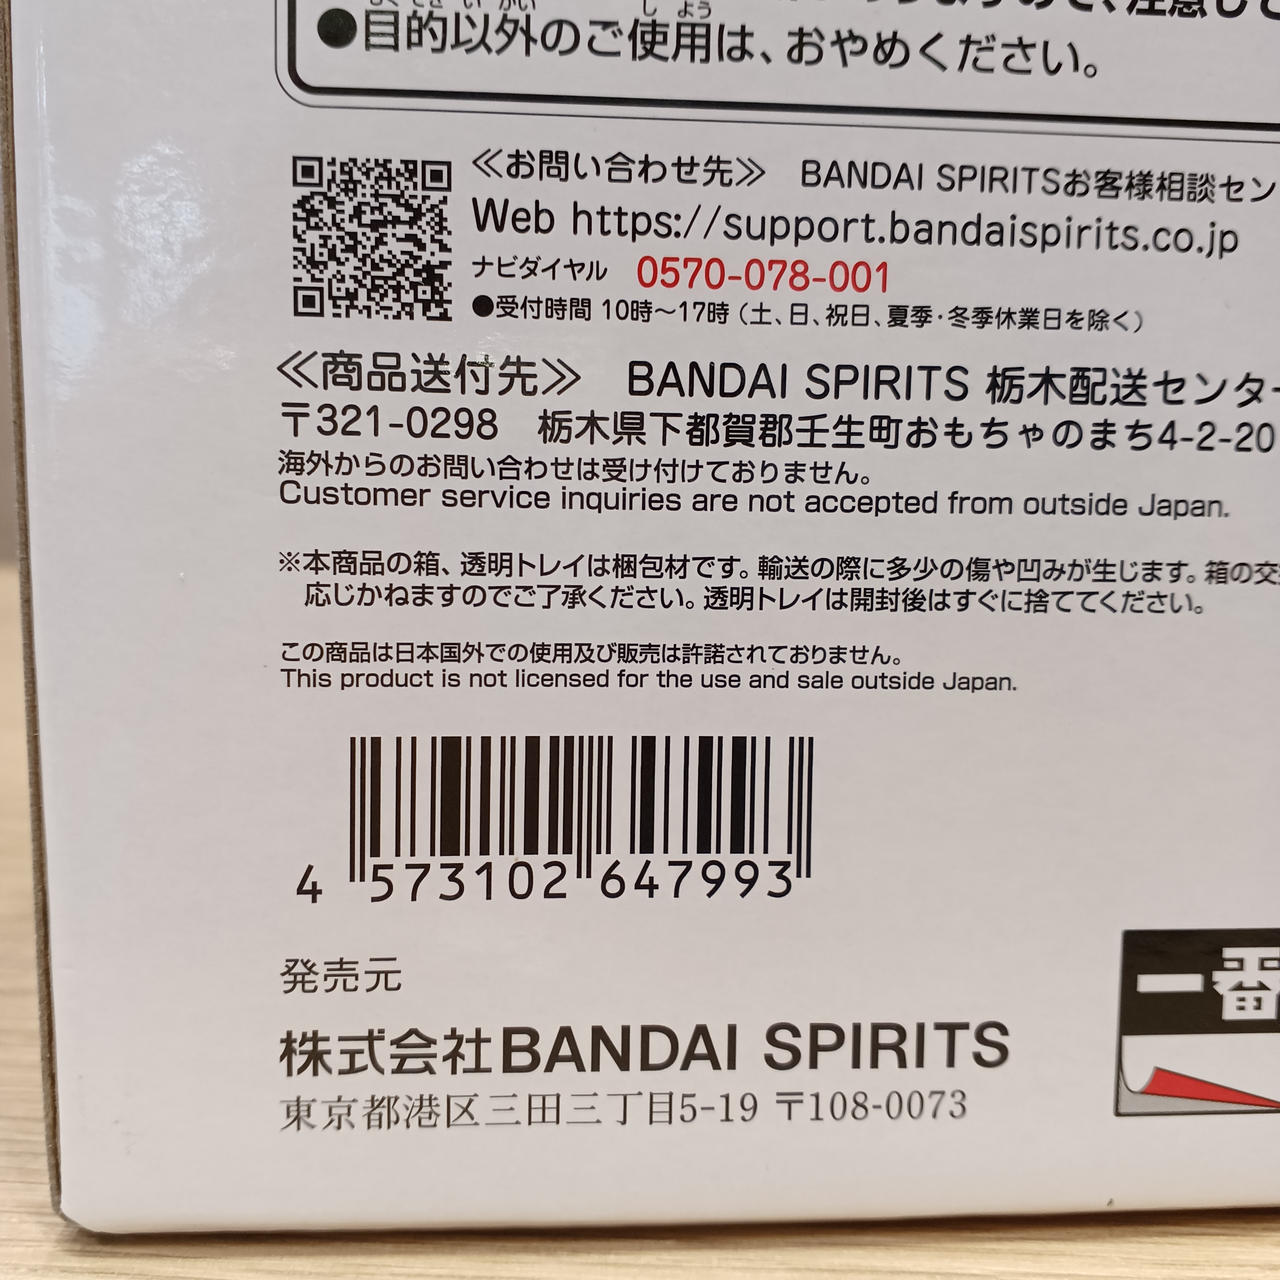 注意して
●目的以外のご使用は、おやめください。
≪お問い合わせ先≫ BANDAI SPIRITSお客様相談セン
Web https://support.bandaispirits.co.jp
ナビダイヤル 0570-078-001
●受付時間 10時〜17時（土、日、祝日、夏季・冬季休業日を除く）
≪商品送付先≫ BANDAI SPIRITS 栃木配送センター
〒321-0298 栃木県下都賀郡壬生町おもちゃのまち4-2-20
海外からのお問い合わせは受け付けておりません。
Customer service inquiries are not accepted from outside Japan.
※本商品の箱、透明トレイは梱包材です。輸送の際に多少の傷や凹みが生じます。箱の交
応じかねますのでご了承ください。透明トレイは開封後はすぐに捨ててください。
この商品は日本国外での使用及び販売は許諾されておりません。
This product is not licensed for the use and sale outside Japan.
4 573102 647993
発売元
株式会社BANDAI SPIRITS
東京都港区三田三丁目5-19 〒108-0073
一番